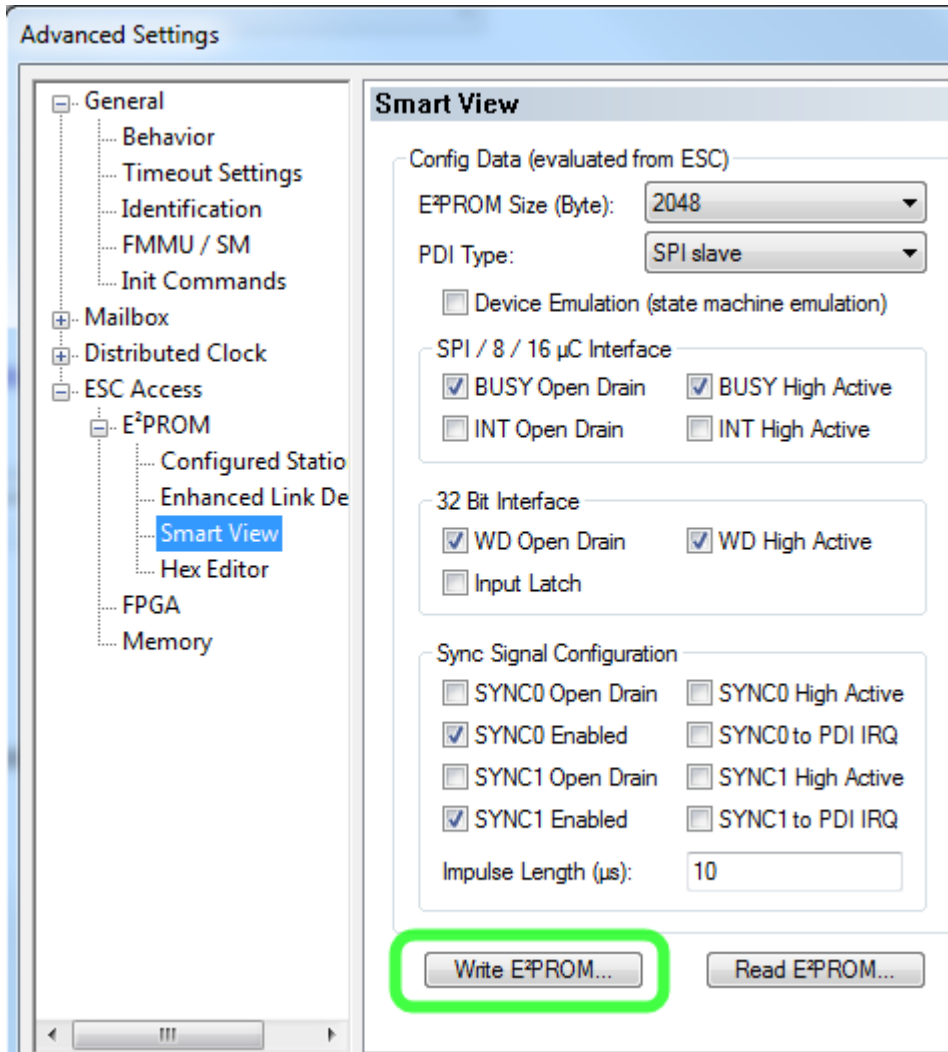 Advanced Settings
General
Behavior
Timeout Settings
Identification
FMMU / SM
Init Commands
Mailbox
Distributed Clock
ESC Access
E²PROM
Configured Statio
Enhanced Link De
Smart View
Hex Editor
FPGA
Memory
Smart View
Config Data (evaluated from ESC)
E²PROM Size (Byte): 2048
PDI Type: SPI slave
Device Emulation (state machine emulation)
SPI / 8 / 16 µC Interface
BUSY Open Drain BUSY High Active
INT Open Drain INT High Active
32 Bit Interface
WD Open Drain WD High Active
Input Latch
Sync Signal Configuration
SYNC0 Open Drain SYNC0 High Active
SYNC0 Enabled SYNC0 to PDI IRQ
SYNC1 Open Drain SYNC1 High Active
SYNC1 Enabled SYNC1 to PDI IRQ
Impulse Length (µs): 10
Write E²PROM... Read E²PROM...